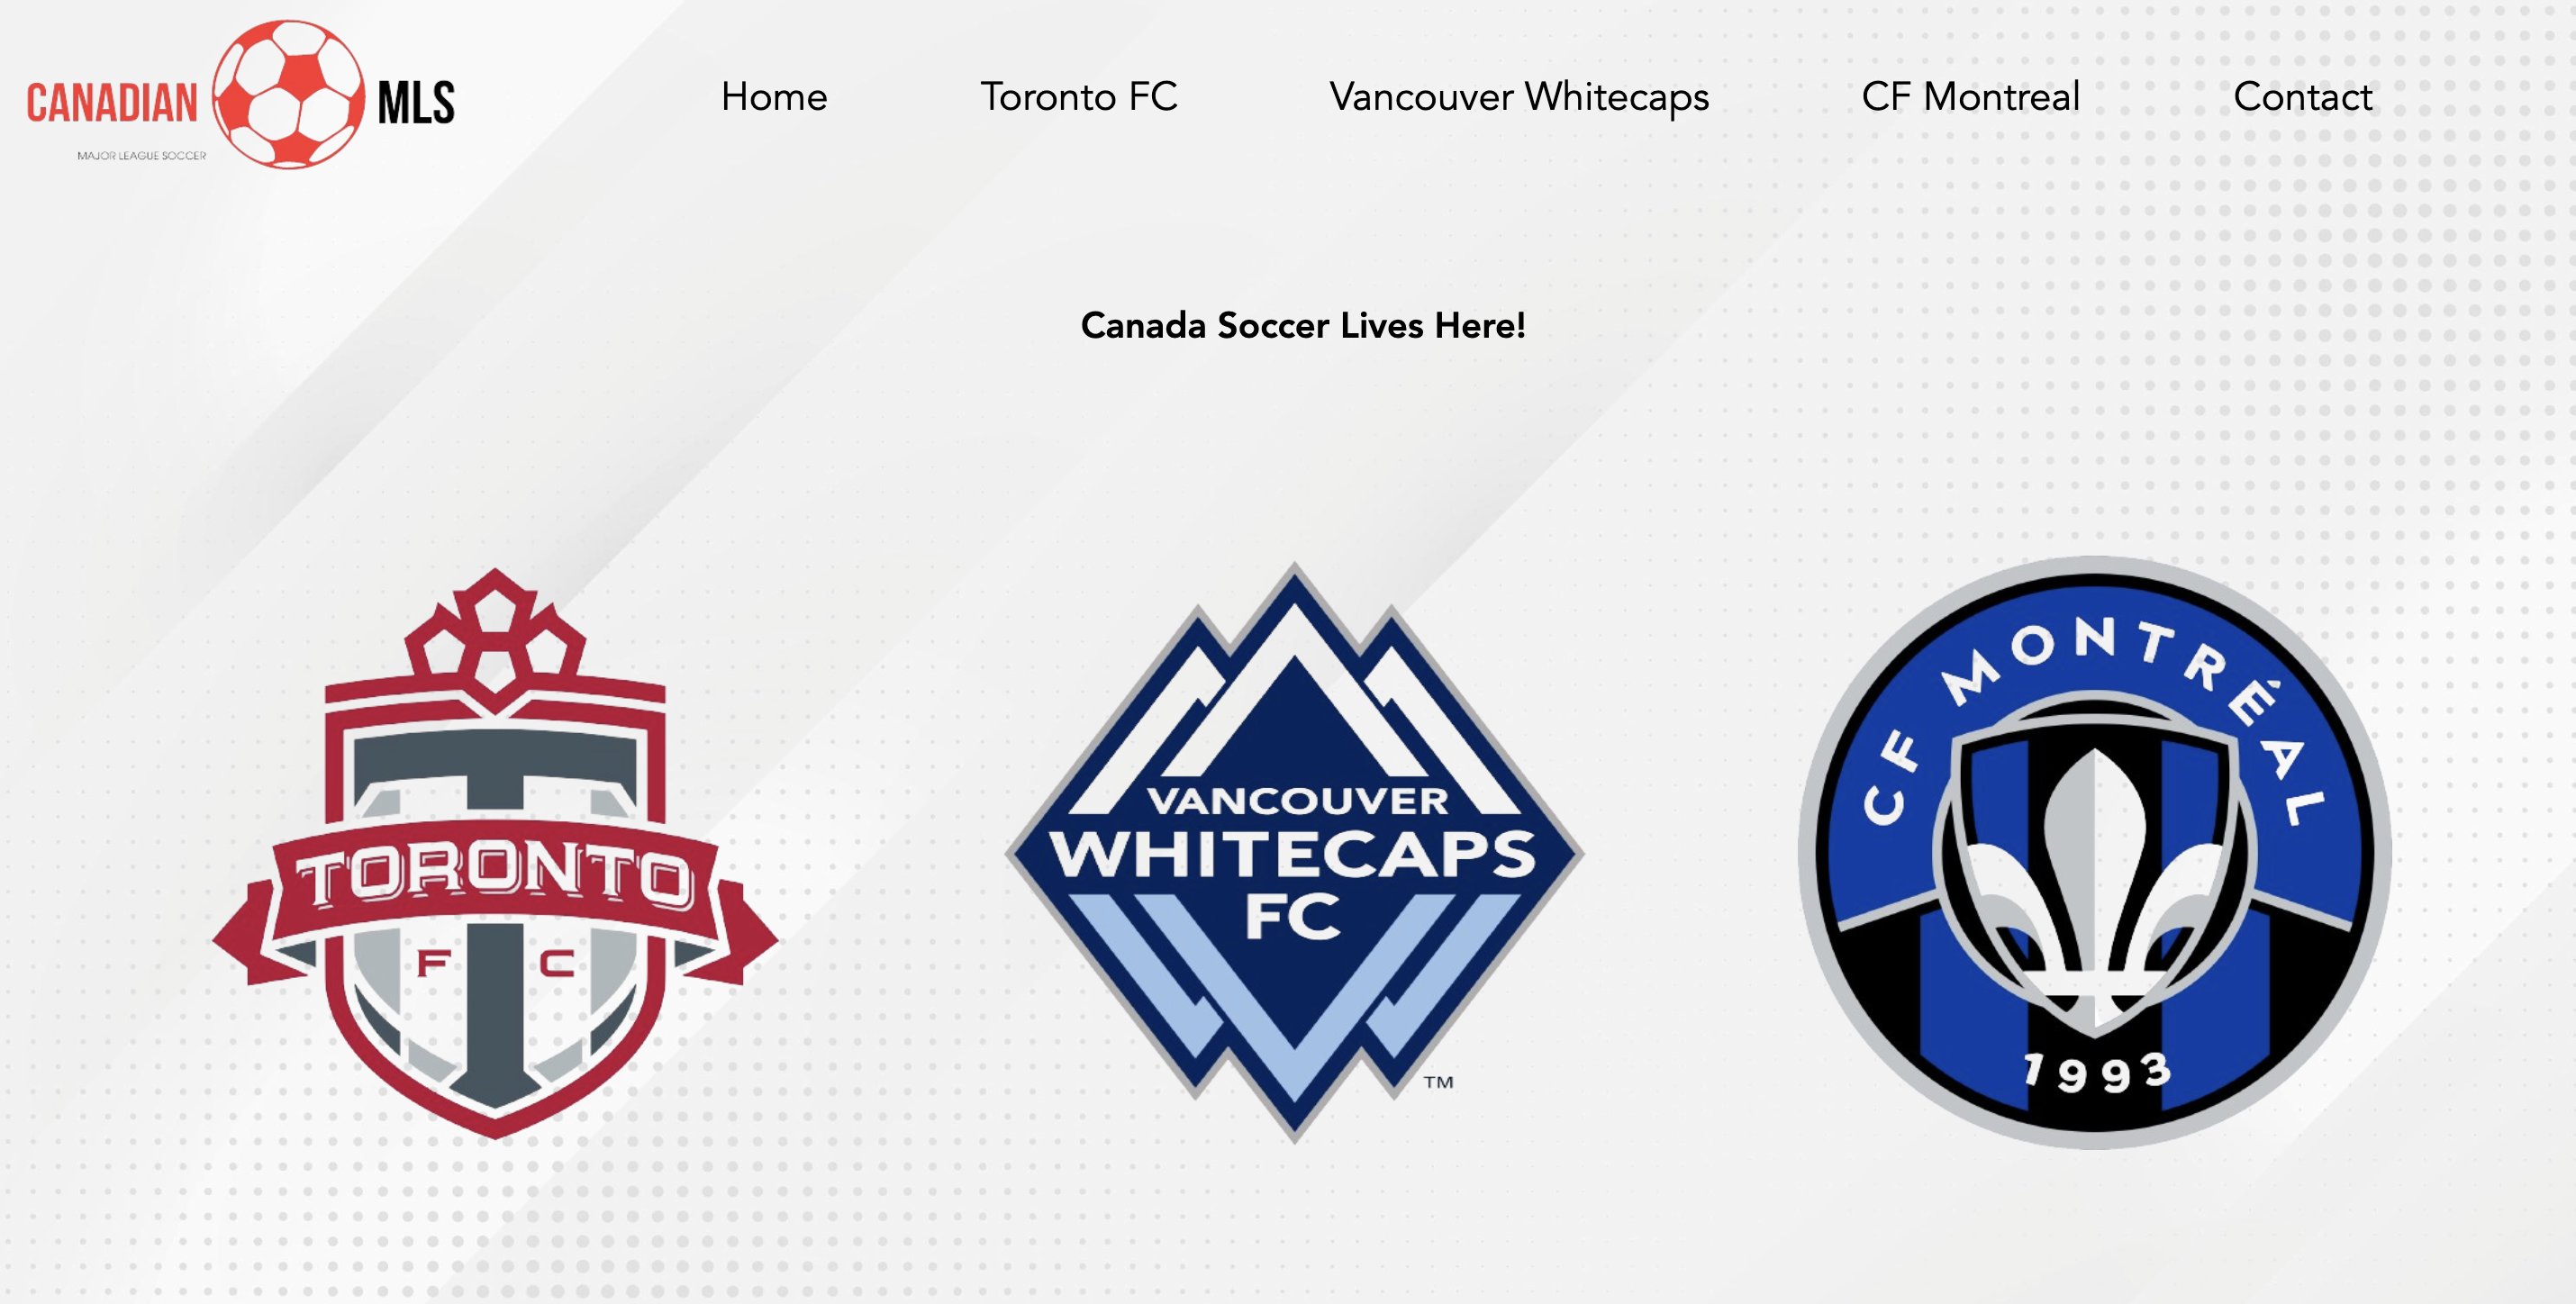 CANADIAN MLS
MAJOR LEAGUE SOCCER
Home Toronto FC Vancouver Whitecaps CF Montreal Contact
Canada Soccer Lives Here!
TORONTO
F C
VANCOUVER
WHITECAPS
FC
TM
CF MONTRÉAL
1993